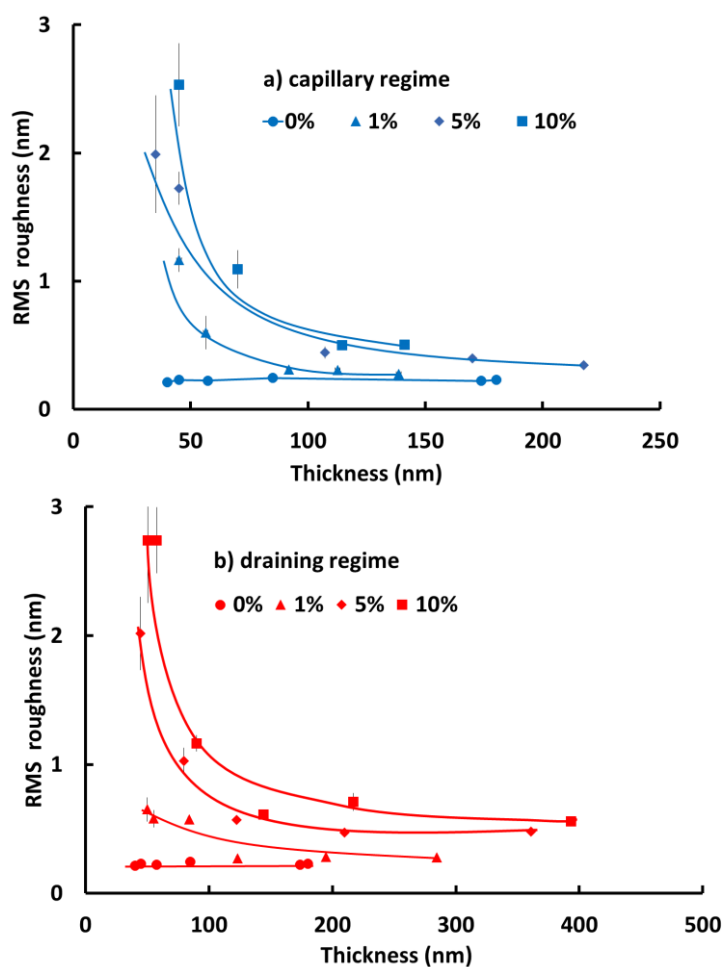 3
a) capillary regime
0% 1% 5% 10%
2
RMS roughness (nm)
1
0
0 50 100 150 200 250
Thickness (nm)
3
b) draining regime
0% 1% 5% 10%
2
RMS roughness (nm)
1
0
0 100 200 300 400 500
Thickness (nm)